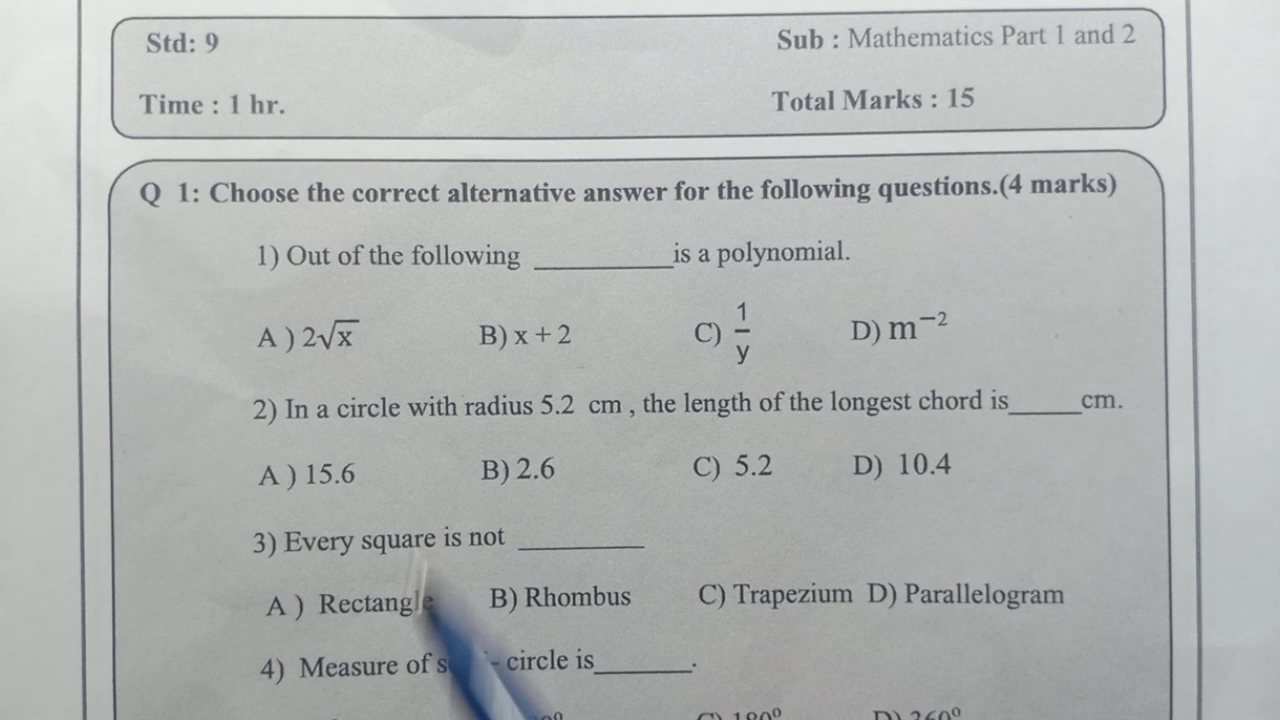 Std: 9
Sub : Mathematics Part 1 and 2
Time : 1 hr.
Total Marks : 15
Q 1: Choose the correct alternative answer for the following questions.(4 marks)
1) Out of the following __________is a polynomial.
A ) 2√x B) x + 2 C) 1/y D) m⁻²
2) In a circle with radius 5.2 cm , the length of the longest chord is_____cm.
A ) 15.6 B) 2.6 C) 5.2 D) 10.4
3) Every square is not _________
A ) Rectangle B) Rhombus C) Trapezium D) Parallelogram
4) Measure of - circle is_______.
C) 180⁰ D) 360⁰